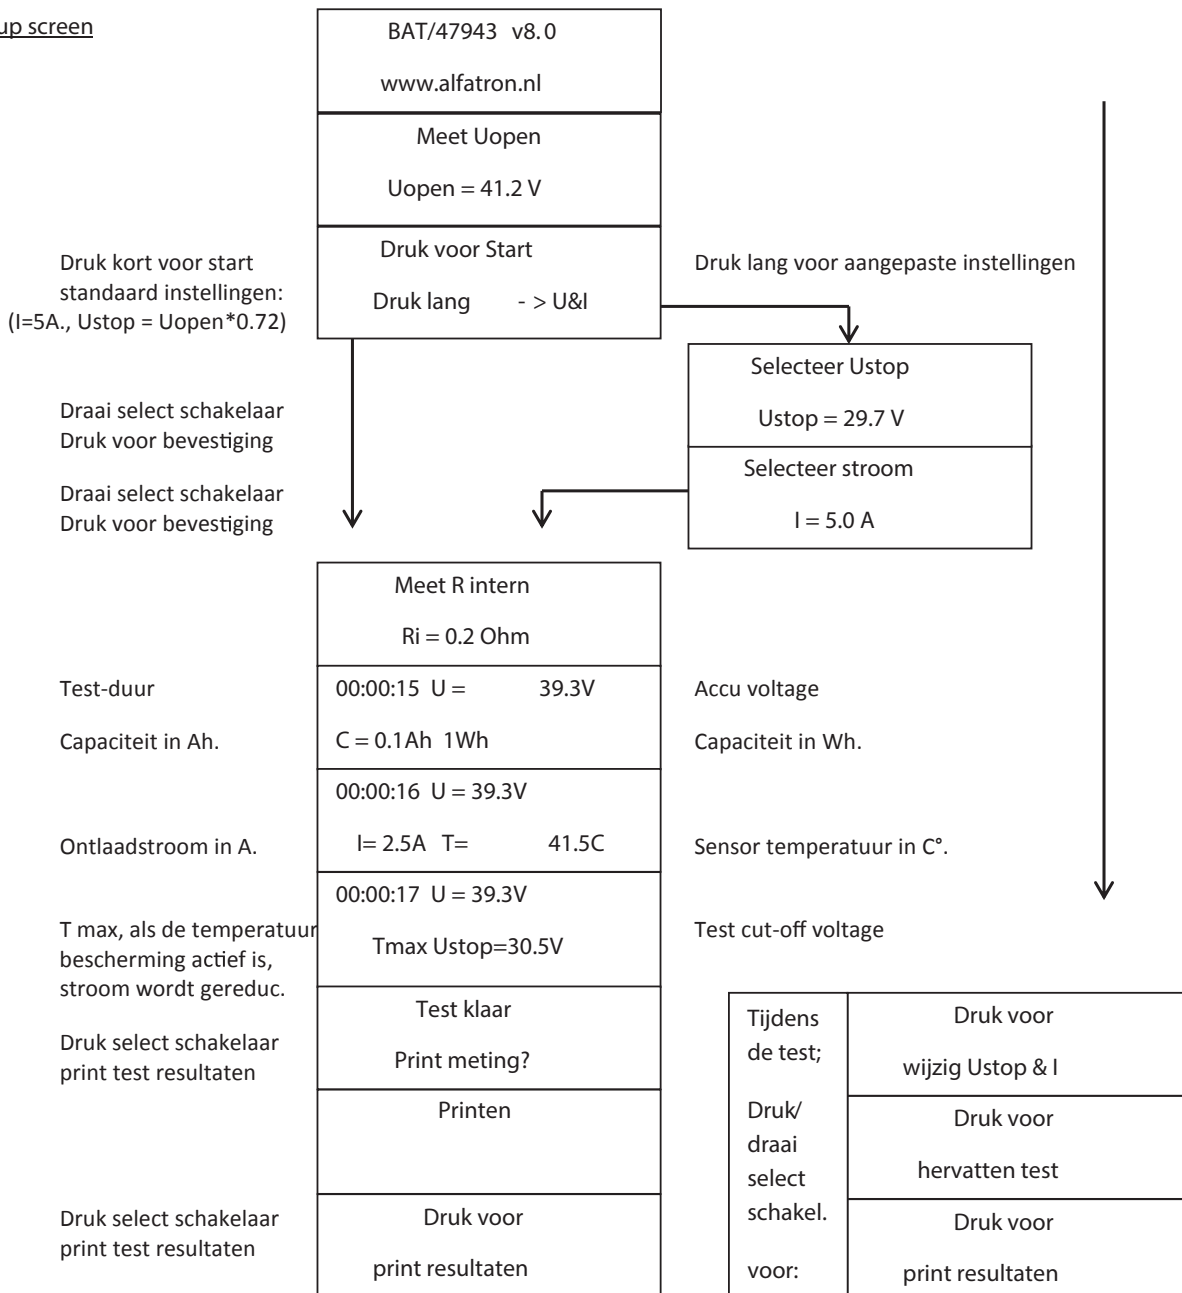 up screen
BAT/47943 v8.0
www.alfatron.nl
Meet Uopen
Uopen = 41.2 V
Druk kort voor start
standaard instellingen:
(I=5A., Ustop = Uopen*0.72)
Druk voor Start
Druk lang - > U&I
Druk lang voor aangepaste instellingen
Selecteer Ustop
Ustop = 29.7 V
Draai select schakelaar
Druk voor bevestiging
Selecteer stroom
I = 5.0 A
Draai select schakelaar
Druk voor bevestiging
Meet R intern
Ri = 0.2 Ohm
Test-duur
00:00:15 U = 39.3V
Accu voltage
Capaciteit in Ah.
C = 0.1Ah 1Wh
Capaciteit in Wh.
00:00:16 U = 39.3V
Ontlaadstroom in A.
I= 2.5A T= 41.5C
Sensor temperatuur in C°.
00:00:17 U = 39.3V
Tmax Ustop=30.5V
T max, als de temperatuur
bescherming actief is,
stroom wordt gereduc.
Test cut-off voltage
Test klaar
Print meting?
Druk select schakelaar
print test resultaten
Printen
Druk select schakelaar
print test resultaten
Druk voor
print resultaten
Tijdens
de test;
Druk/
draai
select
schakel.
voor:
Druk voor
wijzig Ustop & I
Druk voor
hervatten test
Druk voor
print resultaten